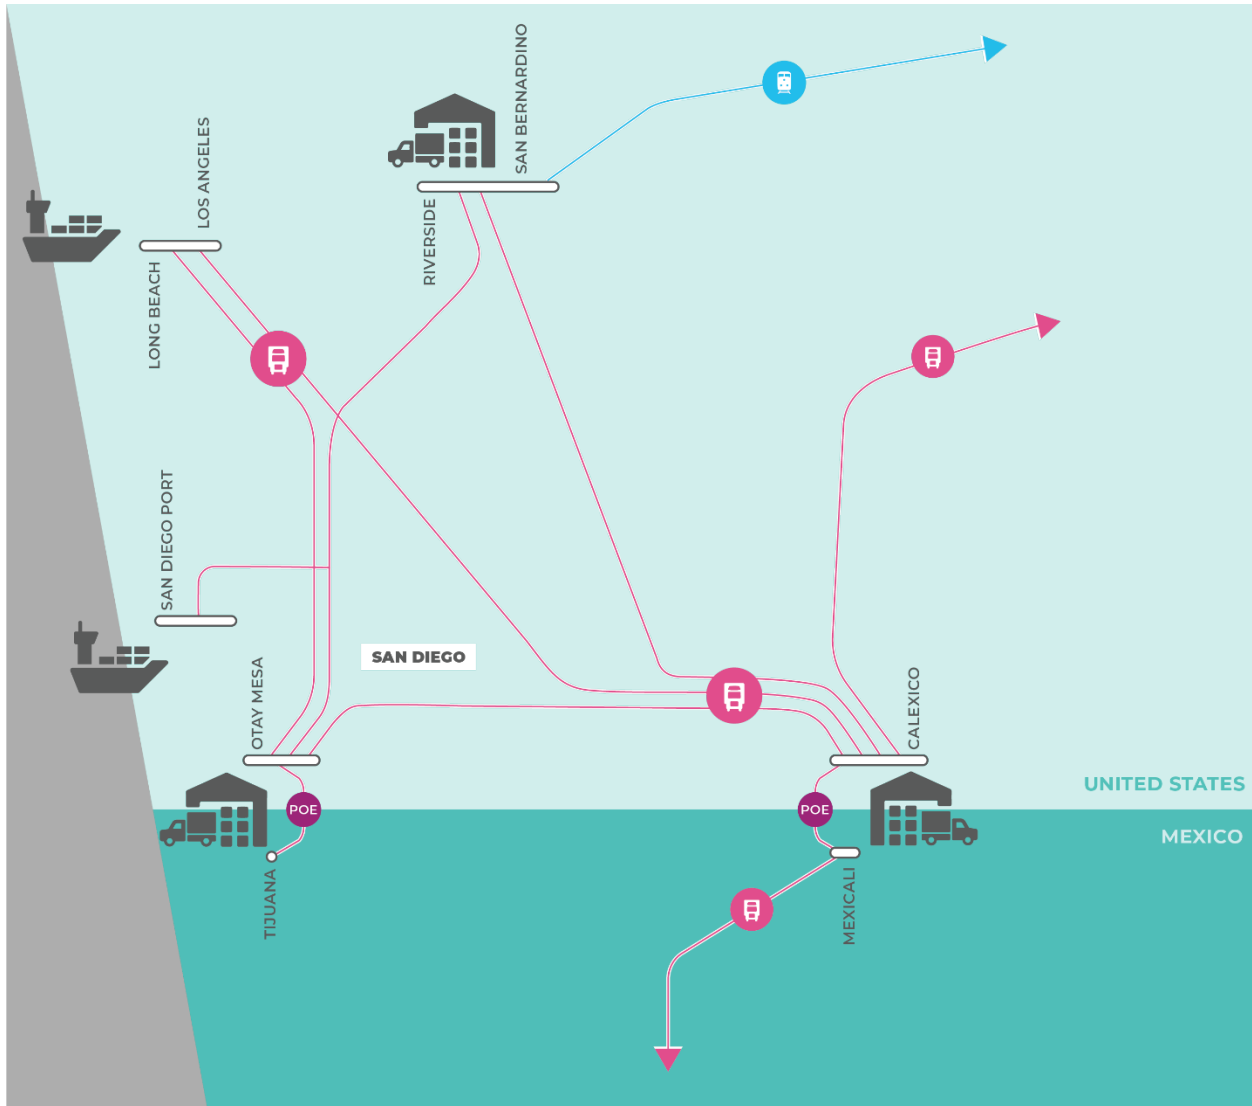 SAN BERNARDINO
LOS ANGELES
RIVERSIDE
LONG BEACH
SAN DIEGO PORT
SAN DIEGO
OTAY MESA
CALEXICO
UNITED STATES
POE
POE
MEXICO
TIJUANA
MEXICALI